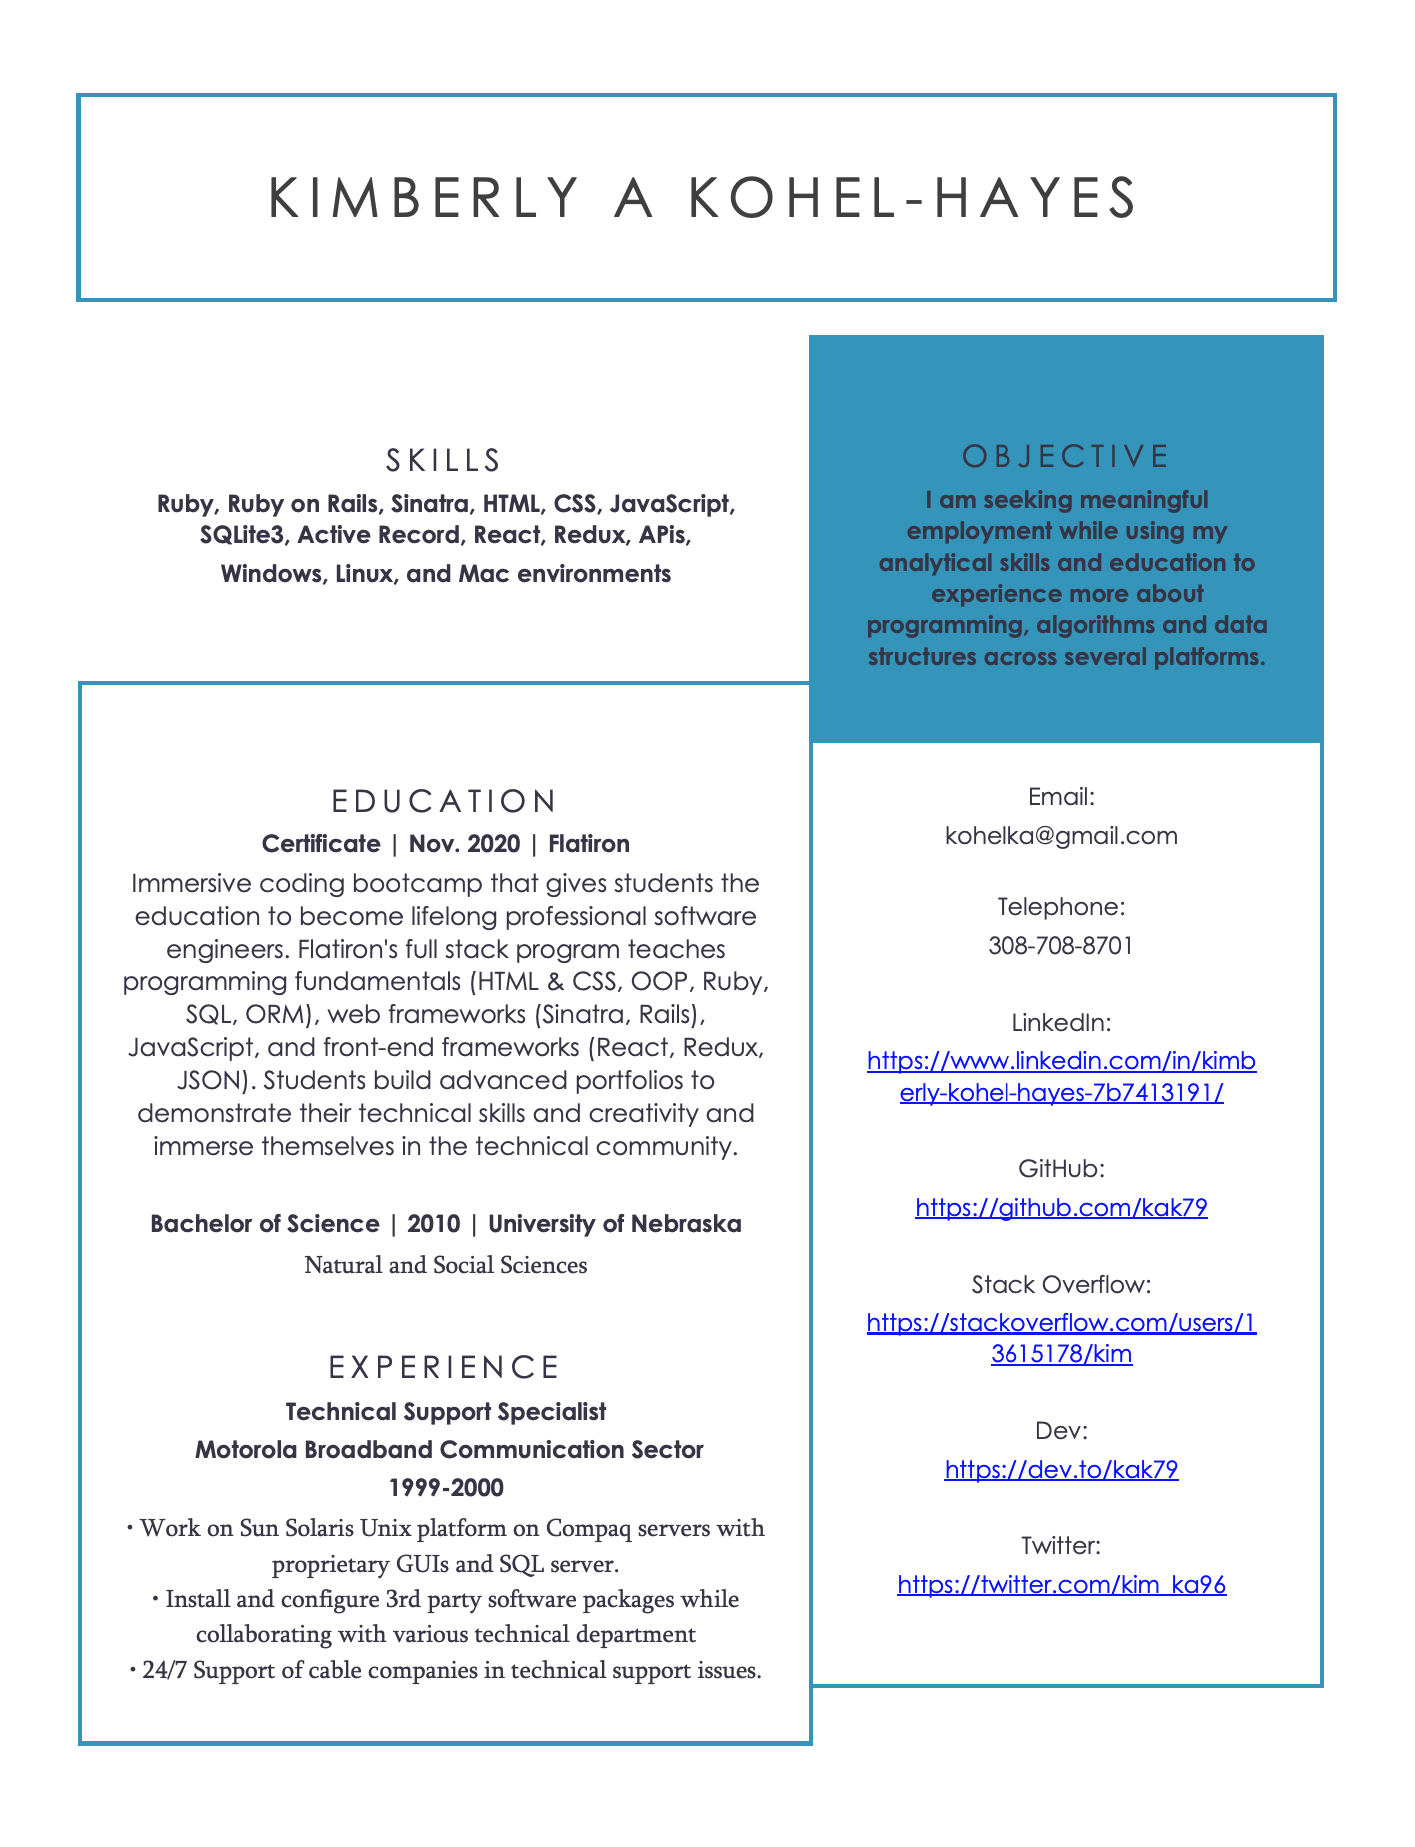 KIMBERLY A KOHEL-HAYES
SKILLS
Ruby, Ruby on Rails, Sinatra, HTML, CSS, JavaScript,
SQLite3, Active Record, React, Redux, APis,
Windows, Linux, and Mac environments
OBJECTIVE
I am seeking meaningful
employment while using my
analytical skills and education to
experience more about
programming, algorithms and data
structures across several platforms.
EDUCATION
Certificate | Nov. 2020 | Flatiron
Immersive coding bootcamp that gives students the
education to become lifelong professional software
engineers. Flatiron's full stack program teaches
programming fundamentals (HTML & CSS, OOP, Ruby,
SQL, ORM), web frameworks (Sinatra, Rails),
JavaScript, and front-end frameworks (React, Redux,
JSON). Students build advanced portfolios to
demonstrate their technical skills and creativity and
immerse themselves in the technical community.
Bachelor of Science | 2010 | University of Nebraska
Natural and Social Sciences
EXPERIENCE
Technical Support Specialist
Motorola Broadband Communication Sector
1999-2000
· Work on Sun Solaris Unix platform on Compaq servers with
proprietary GUIs and SQL server.
· Install and configure 3rd party software packages while
collaborating with various technical department
· 24/7 Support of cable companies in technical support issues.
Email:
kohelka@gmail.com
Telephone:
308-708-8701
LinkedIn:
https://www.linkedin.com/in/kimb
erly-kohel-hayes-7b7413191/
GitHub:
https://github.com/kak79
Stack Overflow:
https://stackoverflow.com/users/1
3615178/kim
Dev:
https://dev.to/kak79
Twitter:
https://twitter.com/kim_ka96